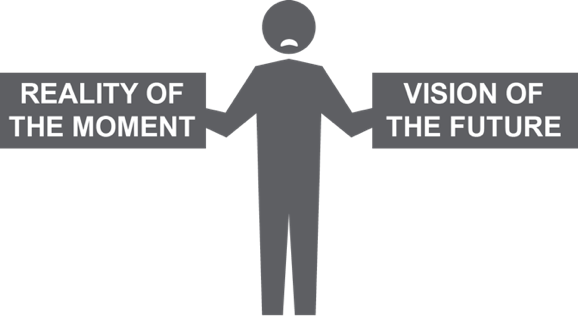 REALITY OF
THE MOMENT
VISION OF
THE FUTURE